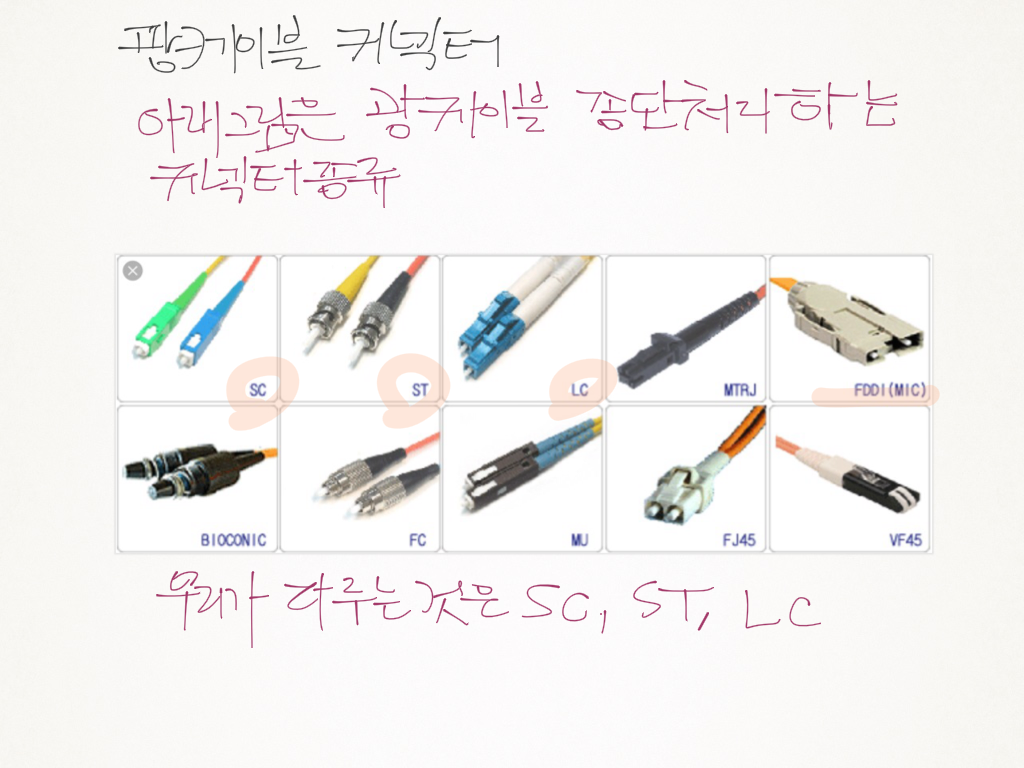 광케이블 커넥터
아래그림은 광케이블 종단처리하는
커넥터종류
SC ST LC MTRJ FDDI(MIC)
BIOCONIC FC MU FJ45 VF45
우리가 다루는것은 SC, ST, LC